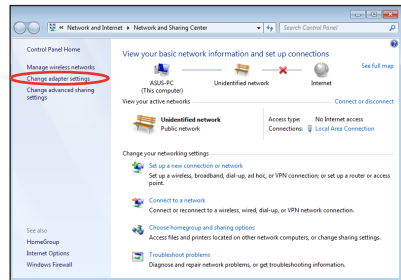 « Network and Internet ▸ Network and Sharing Center
Search Control Panel
Control Panel Home
Manage wireless networks
Change adapter settings
Change advanced sharing
settings
See also
HomeGroup
Internet Options
Windows Firewall
View your basic network information and set up connections
See full map
ASUS-PC
(This computer)
Unidentified network
Internet
View your active networks
Connect or disconnect
Unidentified network
Public network
Access type: No Internet access
Connections: Local Area Connection
Change your networking settings
Set up a new connection or network
Set up a wireless, broadband, dial-up, ad hoc, or VPN connection; or set up a router or access
point.
Connect to a network
Connect or reconnect to a wireless, wired, dial-up, or VPN network connection.
Choose homegroup and sharing options
Access files and printers located on other network computers, or change sharing settings.
Troubleshoot problems
Diagnose and repair network problems, or get troubleshooting information.